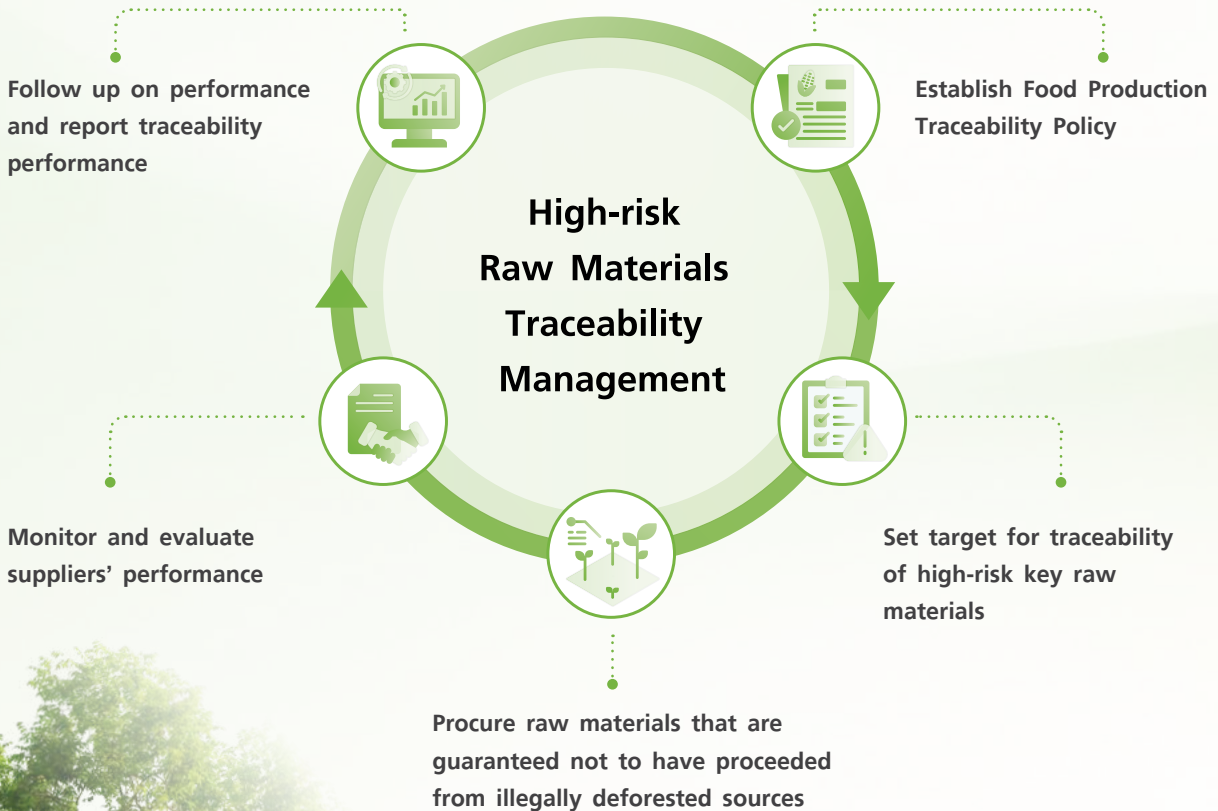 High-risk
Raw Materials
Traceability
Management
Establish Food Production
Traceability Policy
Set target for traceability
of high-risk key raw
materials
Procure raw materials that are
guaranteed not to have proceeded
from illegally deforested sources
Monitor and evaluate
suppliers’ performance
Follow up on performance
and report traceability
performance